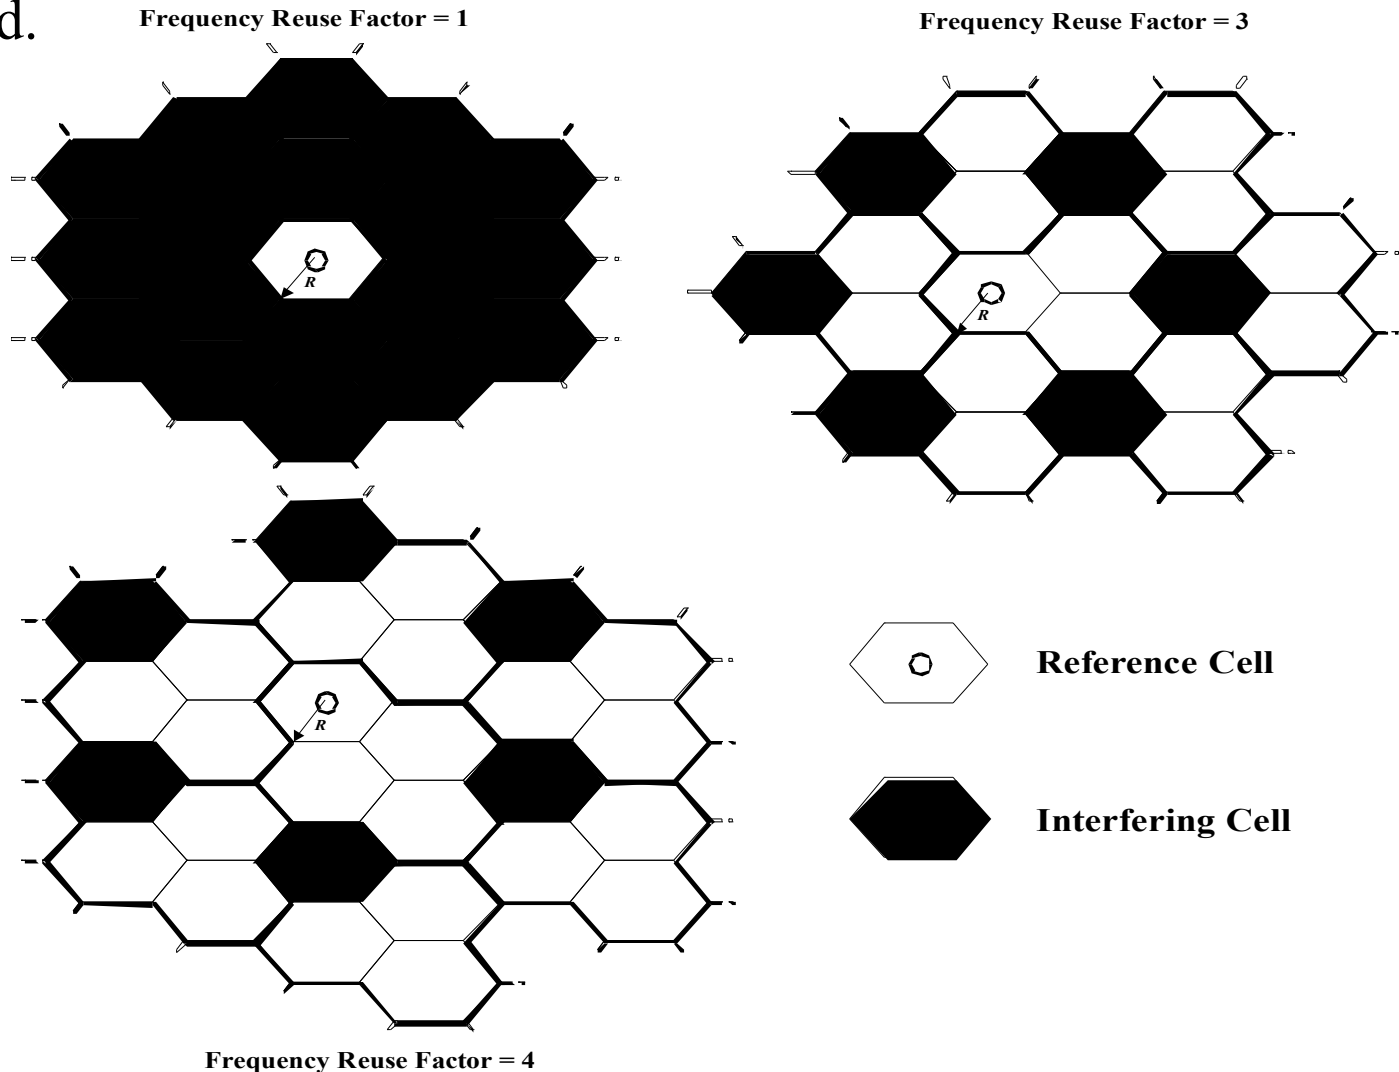 d.
Frequency Reuse Factor = 1
Frequency Reuse Factor = 3
R
R
R
Reference Cell
Interfering Cell
Frequency Reuse Factor = 4